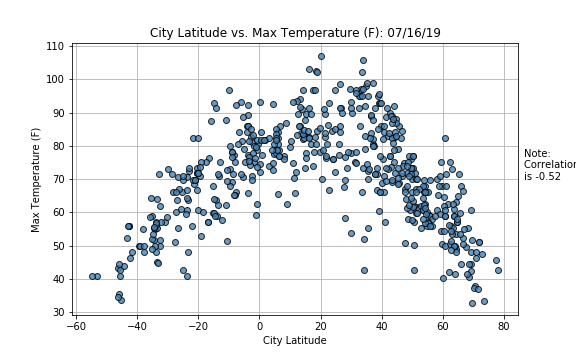 City Latitude vs. Max Temperature (F): 07/16/19
110
100
90
80
70
60
50
40
30
Max Temperature (F)
−60
−40
−20
0
20
40
60
80
City Latitude
Note:
Correlation
is -0.52